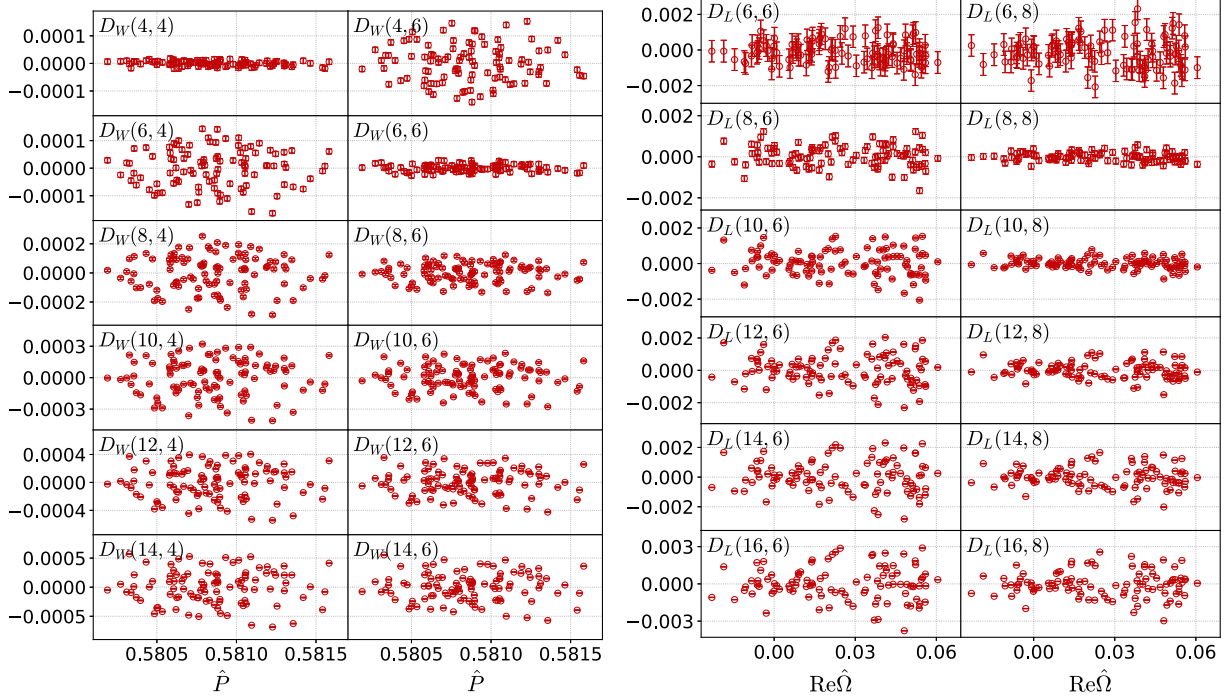 D_W(4, 4)
D_W(4, 6)
0.0001
0.0000
−0.0001
D_W(6, 4)
D_W(6, 6)
0.0001
0.0000
−0.0001
D_W(8, 4)
D_W(8, 6)
0.0002
0.0000
−0.0002
D_W(10, 4)
D_W(10, 6)
0.0003
0.0000
−0.0003
D_W(12, 4)
D_W(12, 6)
0.0004
0.0000
−0.0004
D_W(14, 4)
D_W(14, 6)
0.0005
0.0000
−0.0005
0.5805 0.5810 0.5815 0.5805 0.5810 0.5815
P̂ P̂
D_L(6, 6)
D_L(6, 8)
0.002
0.000
−0.002
D_L(8, 6)
D_L(8, 8)
0.002
0.000
−0.002
D_L(10, 6)
D_L(10, 8)
0.002
0.000
−0.002
D_L(12, 6)
D_L(12, 8)
0.002
0.000
−0.002
D_L(14, 6)
D_L(14, 8)
0.002
0.000
−0.002
D_L(16, 6)
D_L(16, 8)
0.003
0.000
−0.003
0.00 0.03 0.06 0.00 0.03 0.06
ReΩ̂ ReΩ̂